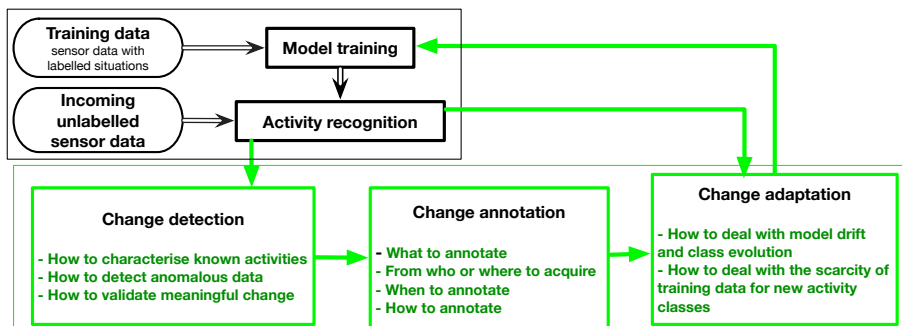 Training data
sensor data with
labelled situations
Model training
Incoming
unlabelled
sensor data
Activity recognition
Change detection
- How to characterise known activities
- How to detect anomalous data
- How to validate meaningful change
Change annotation
- What to annotate
- From who or where to acquire
- When to annotate
- How to annotate
Change adaptation
- How to deal with model drift
and class evolution
- How to deal with the scarcity of
training data for new activity
classes